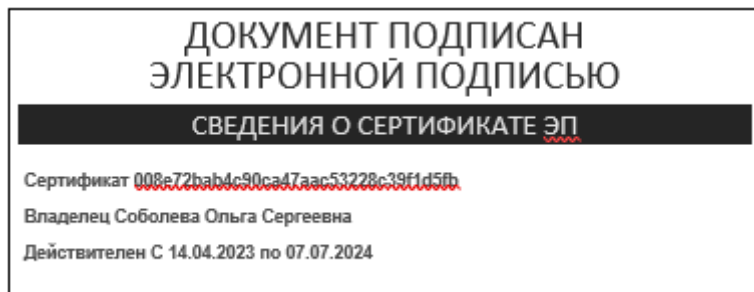 ДОКУМЕНТ ПОДПИСАН
ЭЛЕКТРОННОЙ ПОДПИСЬЮ
СВЕДЕНИЯ О СЕРТИФИКАТЕ ЭП
Сертификат 008e72bab4c90ca47aac53228c39f1d5fb
Владелец Соболева Ольга Сергеевна
Действителен С 14.04.2023 по 07.07.2024